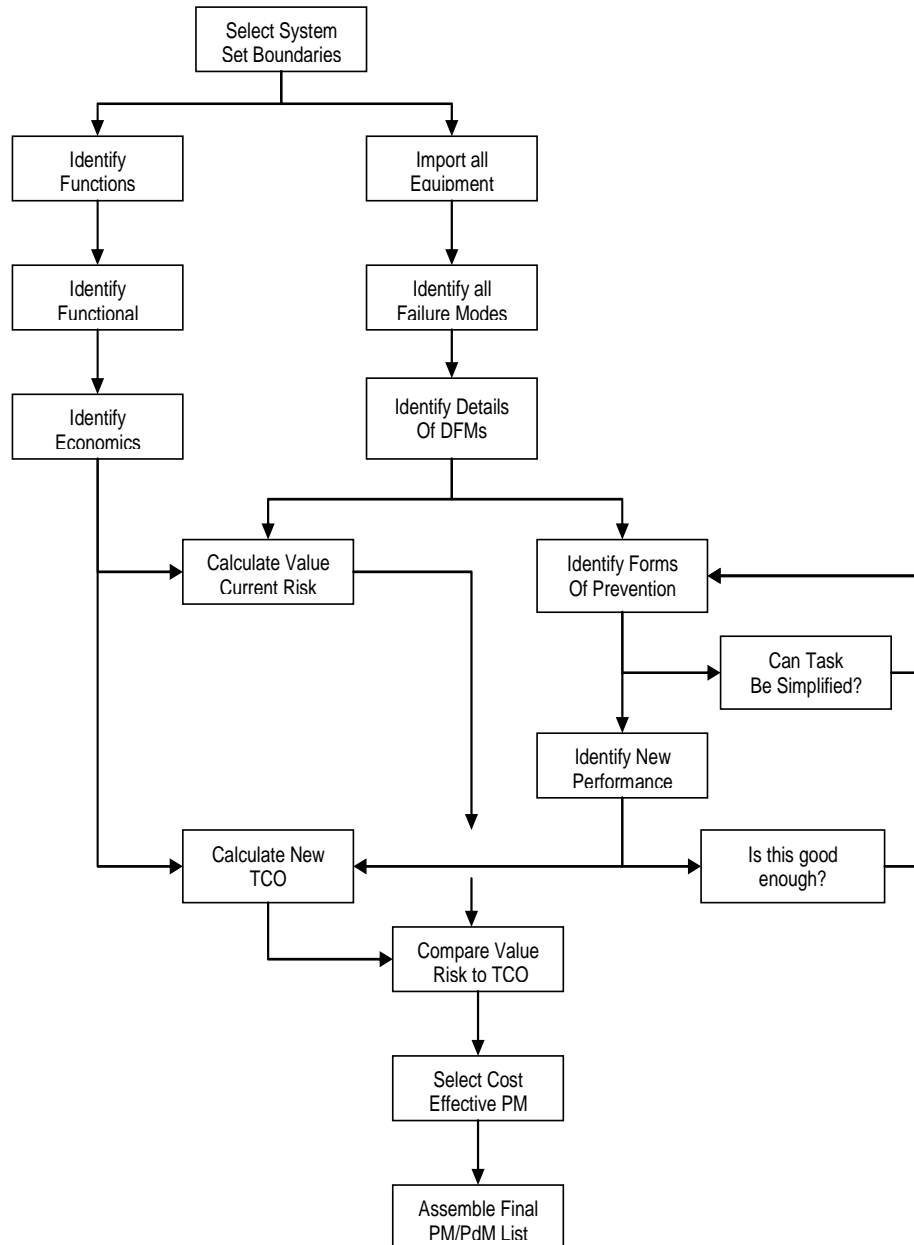 Select System
Set Boundaries
Identify
Functions
Import all
Equipment
Identify
Functional
Identify all
Failure Modes
Identify
Economics
Identify Details
Of DFMs
Calculate Value
Current Risk
Identify Forms
Of Prevention
Can Task
Be Simplified?
Identify New
Performance
Calculate New
TCO
Is this good
enough?
Compare Value
Risk to TCO
Select Cost
Effective PM
Assemble Final
PM/PdM List